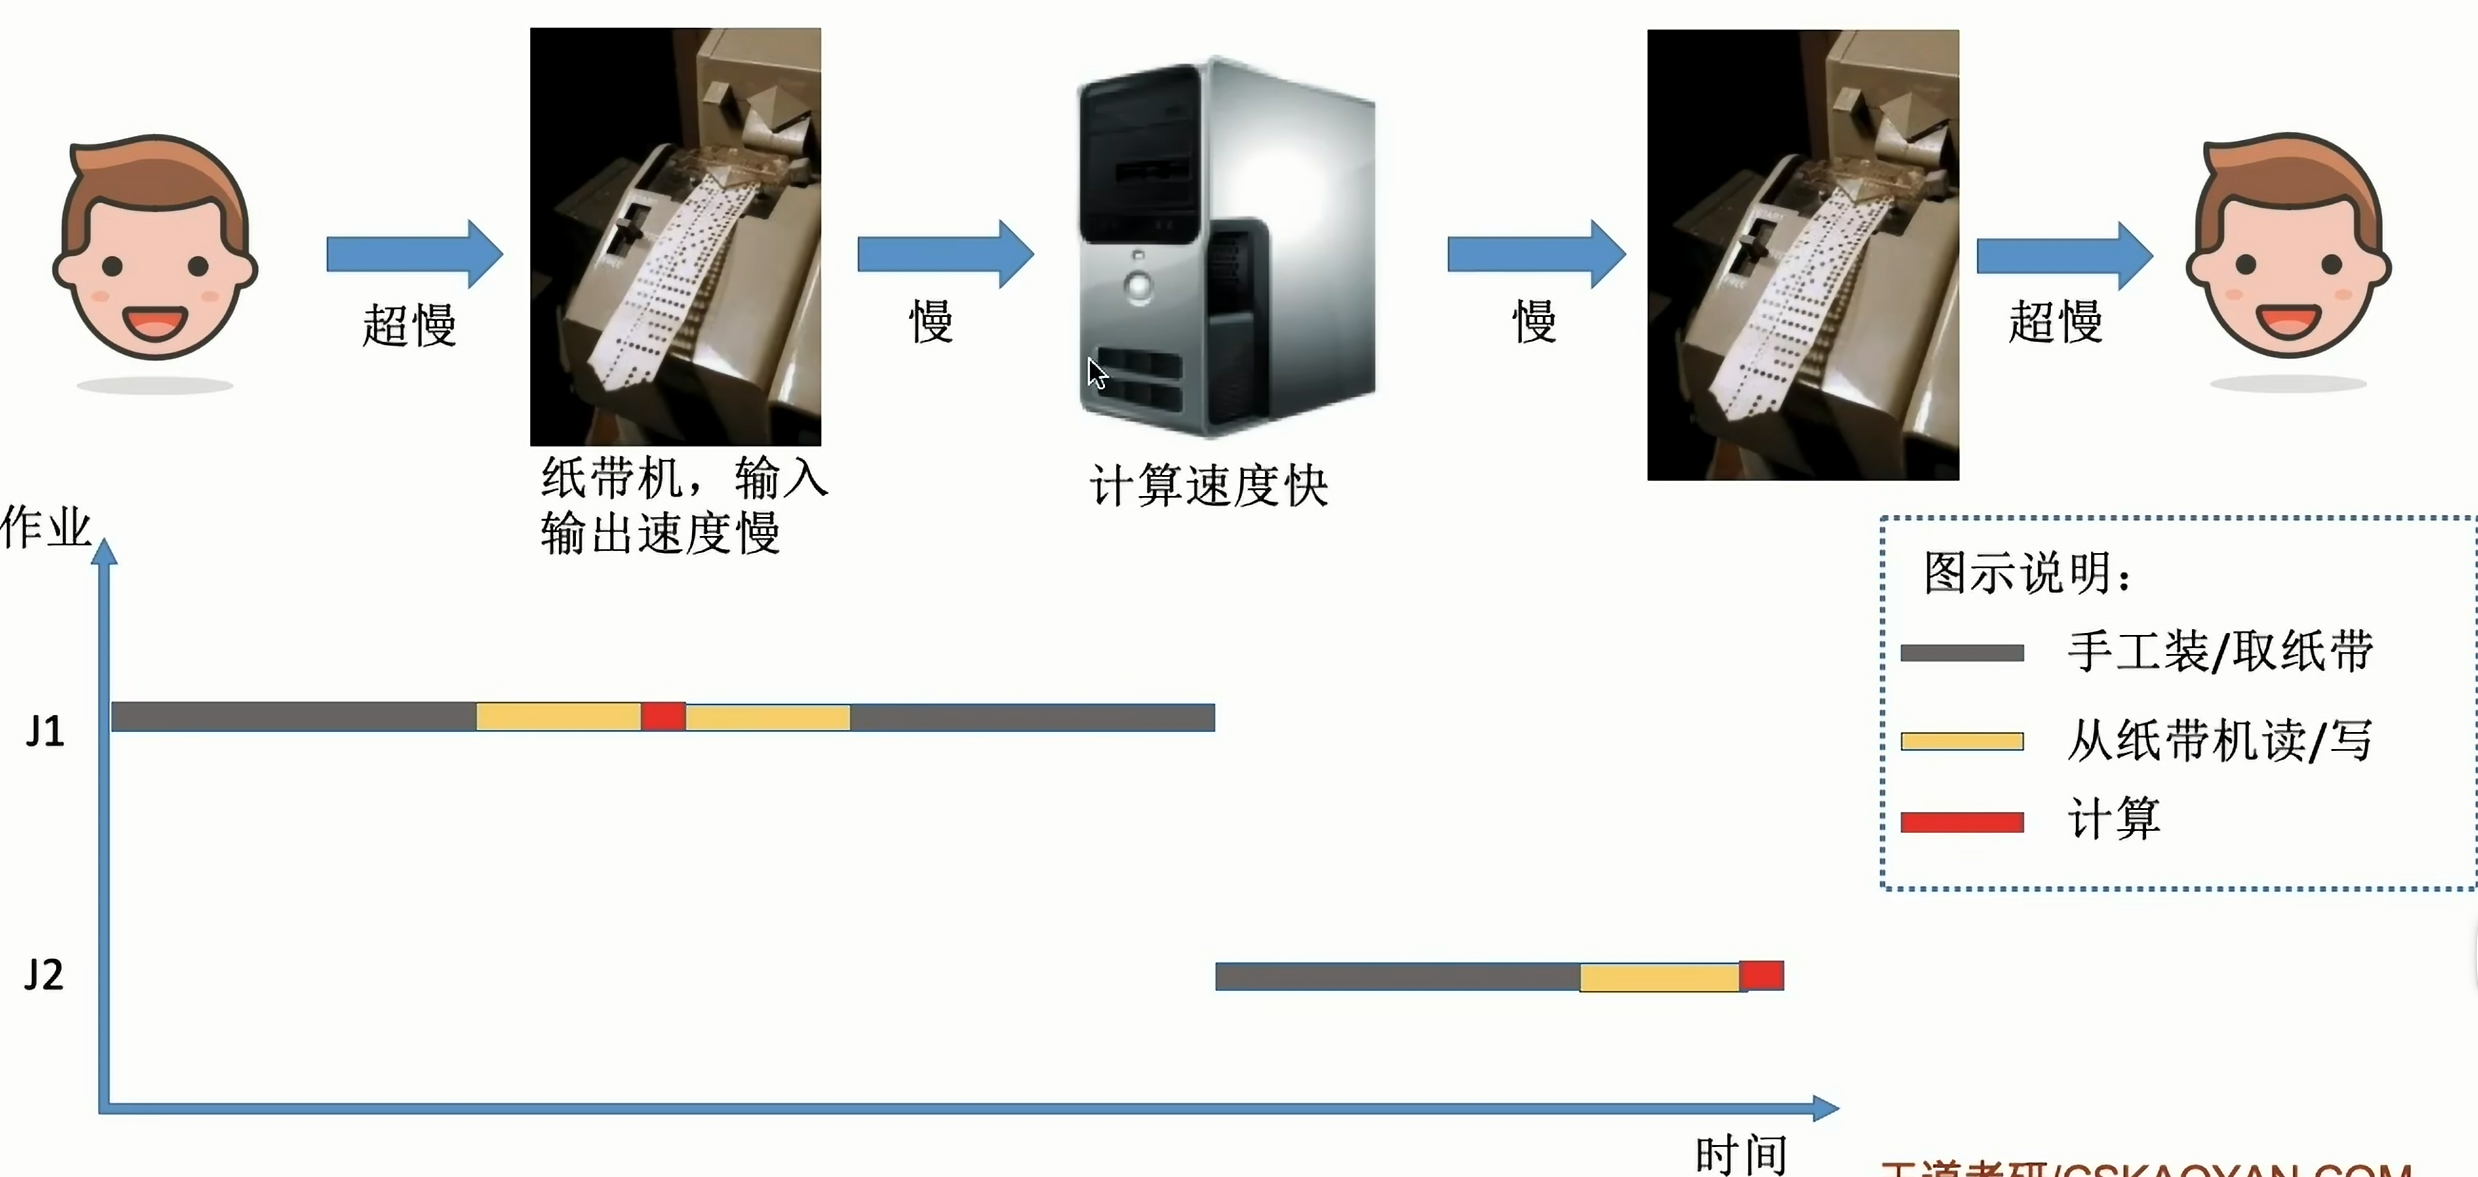 超慢
慢
慢
超慢
纸带机，输入
输出速度慢
计算速度快
作业
图示说明：
手工装/取纸带
从纸带机读/写
计算
J1
J2
时间
王道考研/CSKAOYAN.COM